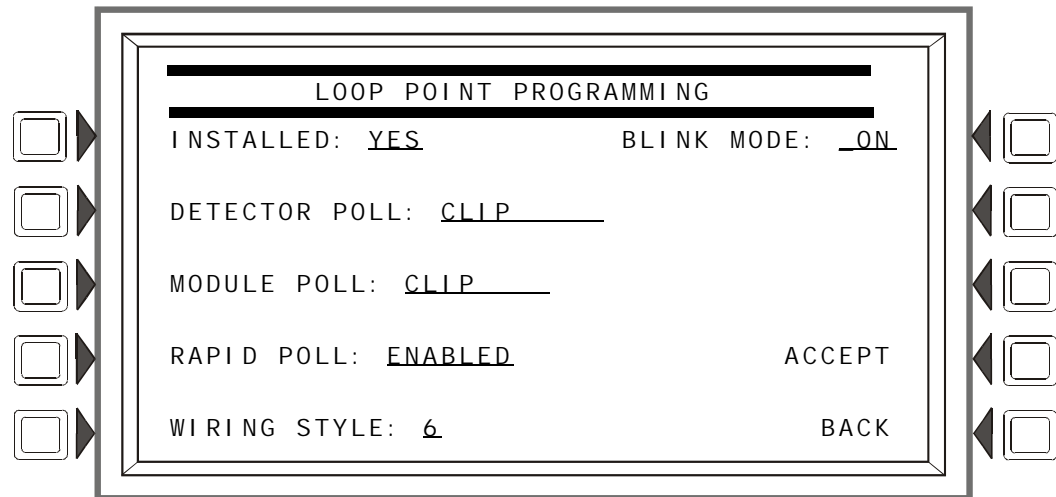 LOOP POINT PROGRAMMING
INSTALLED: YES BLINK MODE: _ON
DETECTOR POLL: CLIP
MODULE POLL: CLIP
RAPID POLL: ENABLED ACCEPT
WIRING STYLE: 6 BACK